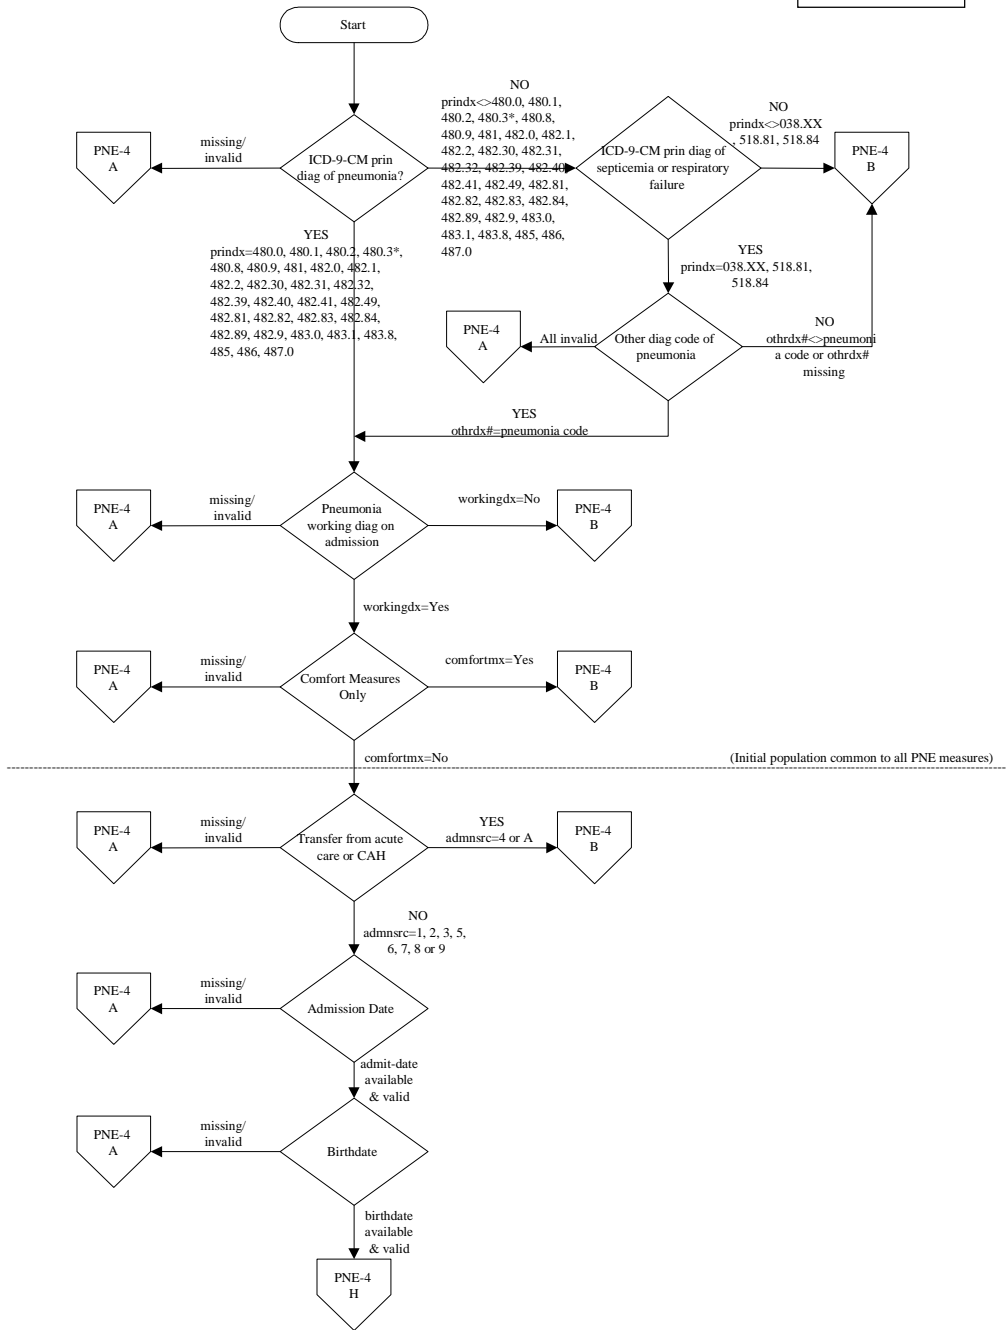 Start
NO
prindx<>480.0, 480.1,
480.2, 480.3*, 480.8,
480.9, 481, 482.0, 482.1,
482.2, 482.30, 482.31,
482.32, 482.39, 482.40,
482.41, 482.49, 482.81,
482.82, 482.83, 482.84,
482.89, 482.9, 483.0,
483.1, 483.8, 485, 486,
487.0
NO
prindx<>038.XX
, 518.81, 518.84
PNE-4
A
missing/
invalid
ICD-9-CM prin
diag of pneumonia?
ICD-9-CM prin diag of
septicemia or respiratory
failure
PNE-4
B
YES
prindx=480.0, 480.1, 480.2, 480.3*,
480.8, 480.9, 481, 482.0, 482.1,
482.2, 482.30, 482.31, 482.32,
482.39, 482.40, 482.41, 482.49,
482.81, 482.82, 482.83, 482.84,
482.89, 482.9, 483.0, 483.1, 483.8,
485, 486, 487.0
YES
prindx=038.XX, 518.81,
518.84
PNE-4
A
All invalid
Other diag code of
pneumonia
NO
othrdx#<>pneumoni
a code or othrdx#
missing
YES
othrdx#=pneumonia code
PNE-4
A
missing/
invalid
Pneumonia
working diag on
admission
workingdx=No
PNE-4
B
workingdx=Yes
PNE-4
A
missing/
invalid
Comfort Measures
Only
comfortmx=Yes
PNE-4
B
comfortmx=No
(Initial population common to all PNE measures)
PNE-4
A
missing/
invalid
Transfer from acute
care or CAH
YES
admnsrc=4 or A
PNE-4
B
NO
admnsrc=1, 2, 3, 5,
6, 7, 8 or 9
PNE-4
A
missing/
invalid
Admission Date
admit-date
available
& valid
PNE-4
A
missing/
invalid
Birthdate
birthdate
available
& valid
PNE-4
H